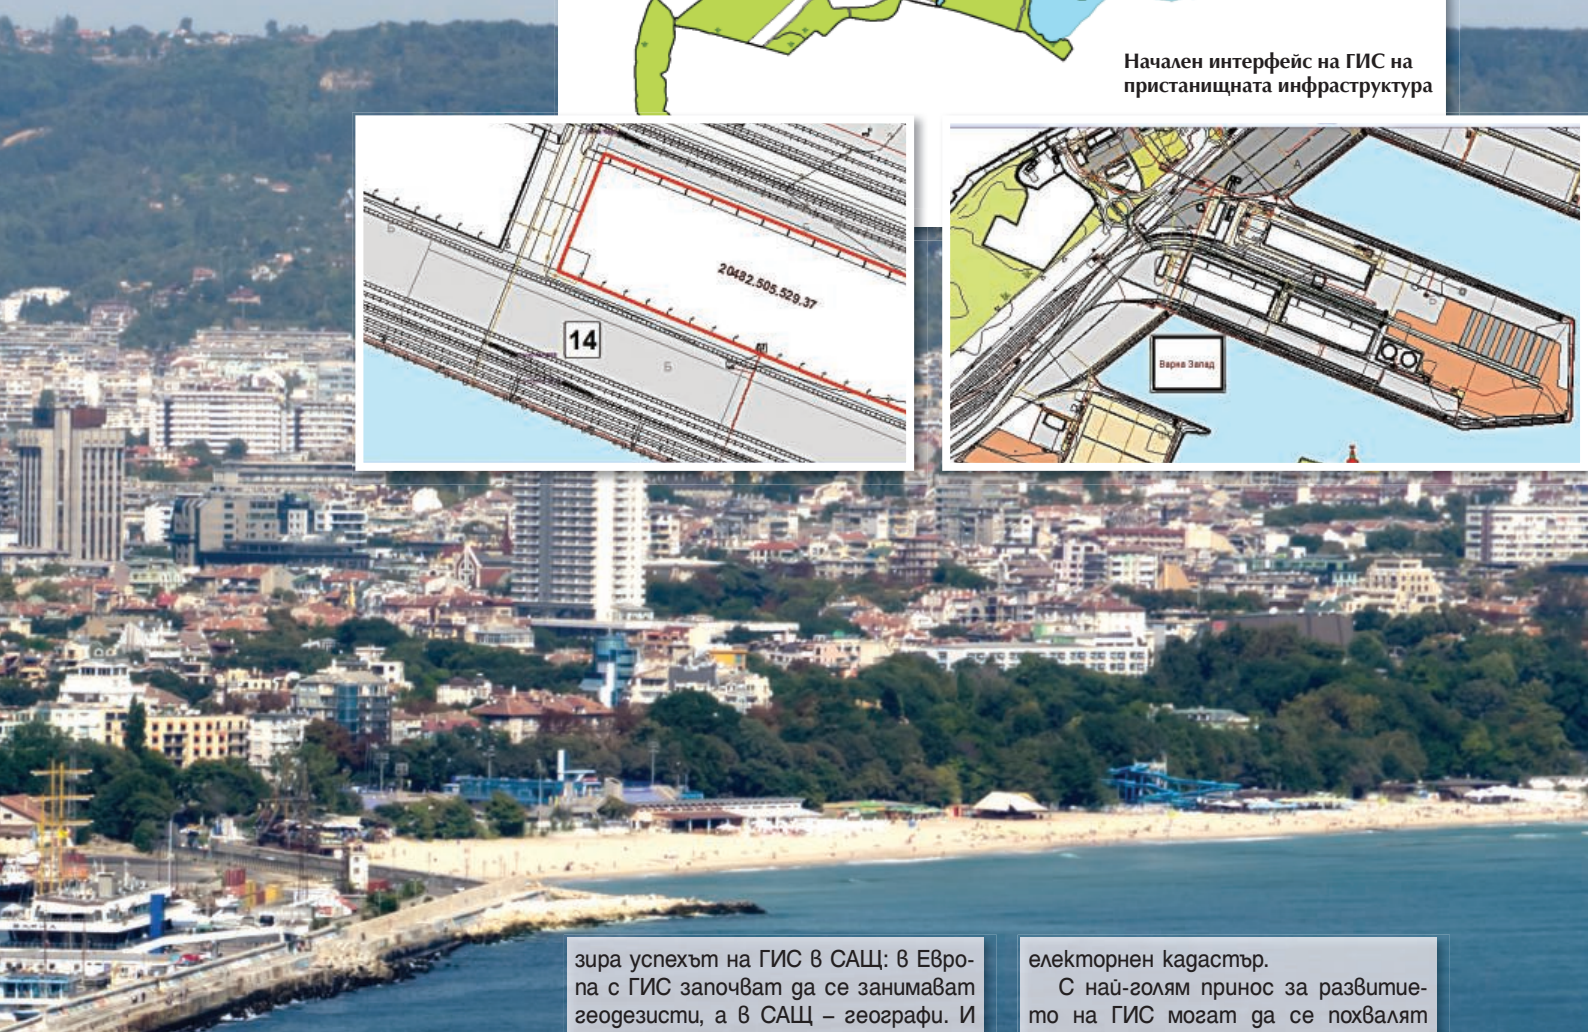 Начален интерфейс на ГИС на
пристанищната инфраструктура
20482.505.529.37
14
Б
Б
Б
А
Варна Запад
зира успехът на ГИС в САЩ: в Евро-
па с ГИС започват да се занимават
геодезисти, а в САЩ – географи. И
електорнен кадастър.
С най-голям принос за развитие-
то на ГИС могат да се похвалят